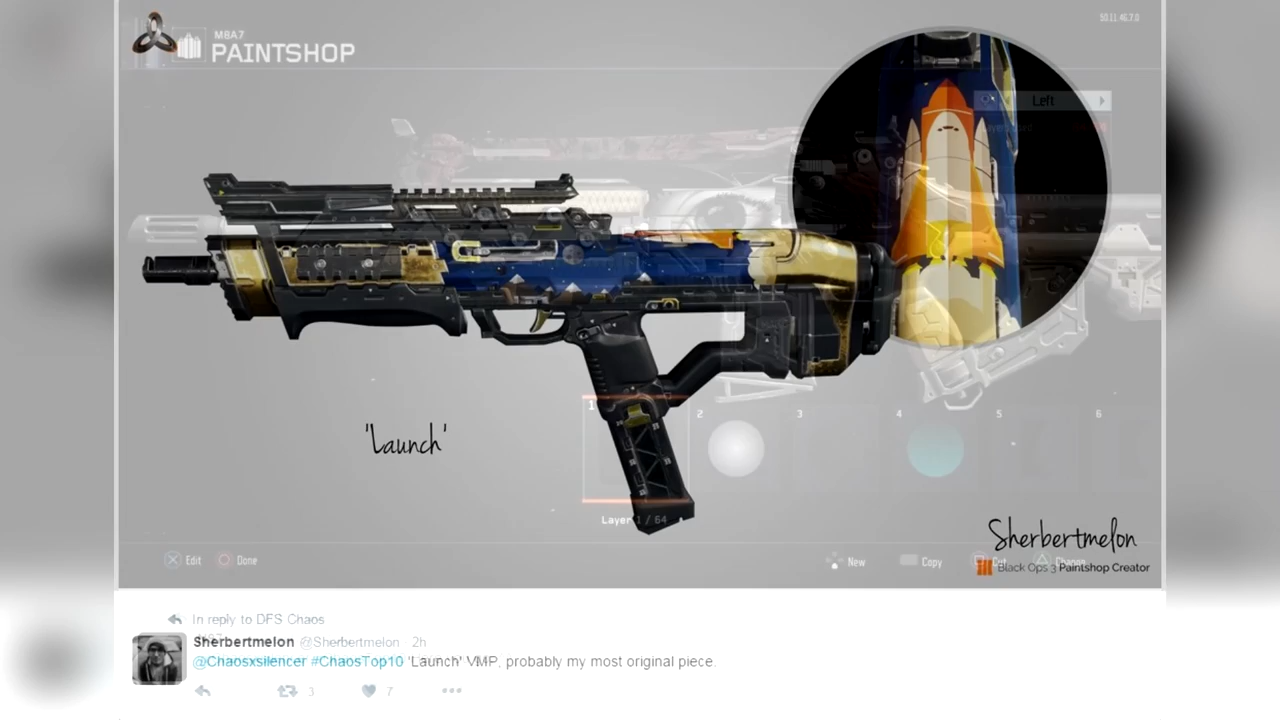 M8A7
PAINTSHOP
Left
'Launch'
1
2
3
4
5
6
Layer 1 / 64
Sherbertmelon
Black Ops 3 Paintshop Creator
Edit
Done
New
Copy
Cut
Change
In reply to DFS Chaos
Sherbertmelon @Sherbertmelon 2h
@Chaosxsilencer #ChaosTop10 'Launch' VMP, probably my most original piece.
3
7